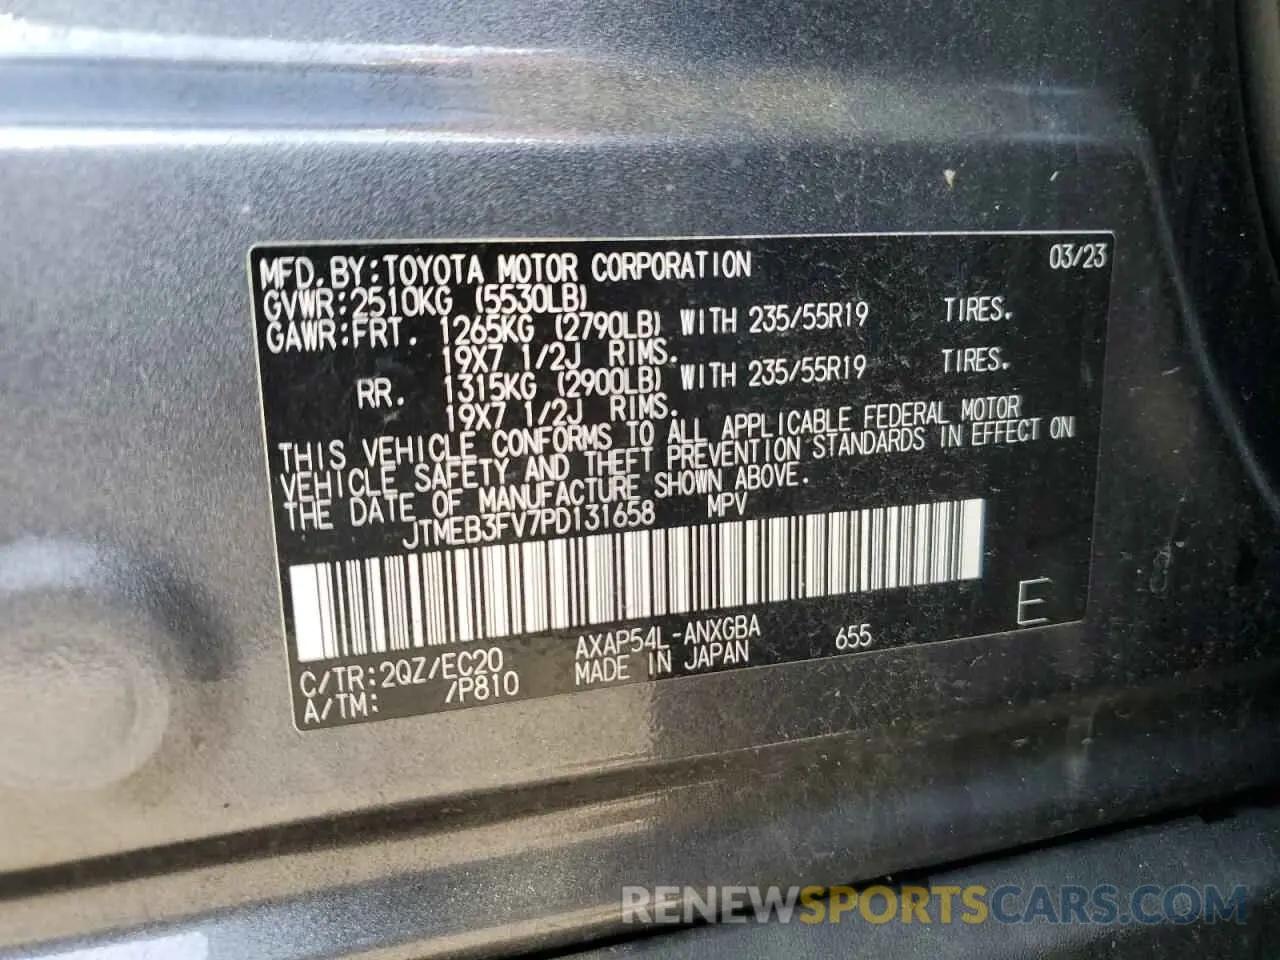 MFD. BY:TOYOTA MOTOR CORPORATION 03/23
GVWR:2510KG (5530LB)
GAWR:FRT. 1265KG (2790LB) WITH 235/55R19 TIRES.
19X7 1/2J RIMS.
RR. 1315KG (2900LB) WITH 235/55R19 TIRES.
19X7 1/2J RIMS.
THIS VEHICLE CONFORMS TO ALL APPLICABLE FEDERAL MOTOR
VEHICLE SAFETY AND THEFT PREVENTION STANDARDS IN EFFECT ON
THE DATE OF MANUFACTURE SHOWN ABOVE.
JTMEB3FV7PD131658 MPV
E
C/TR:2QZ/EC20 AXAP54L-ANXGBA 655
A/TM: /P810 MADE IN JAPAN
RENEWSPORTSCARS.COM